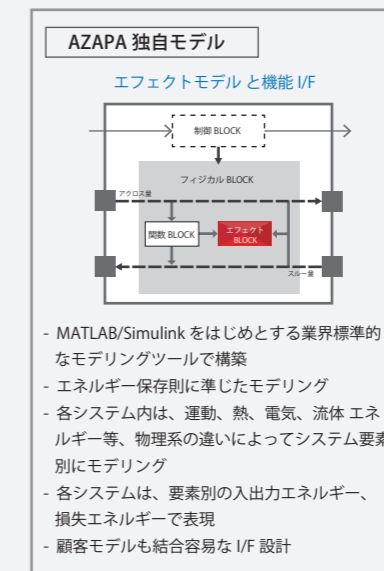 AZAPA 独自モデル
エフェクトモデル と機能 I/F
制御 BLOCK
フィジカル BLOCK
アクロス量
関数 BLOCK
エフェクト
BLOCK
スルー量
- MATLAB/Simulink をはじめとする業界標準的
なモデリングツールで構築
- エネルギー保存則に準じたモデリング
- 各システム内は、運動、熱、電気、流体 エネ
ルギー等、物理系の違いによってシステム要素
別にモデリング
- 各システムは、要素別の入出力エネルギー、
損失エネルギーで表現
- 顧客モデルも結合容易な I/F 設計